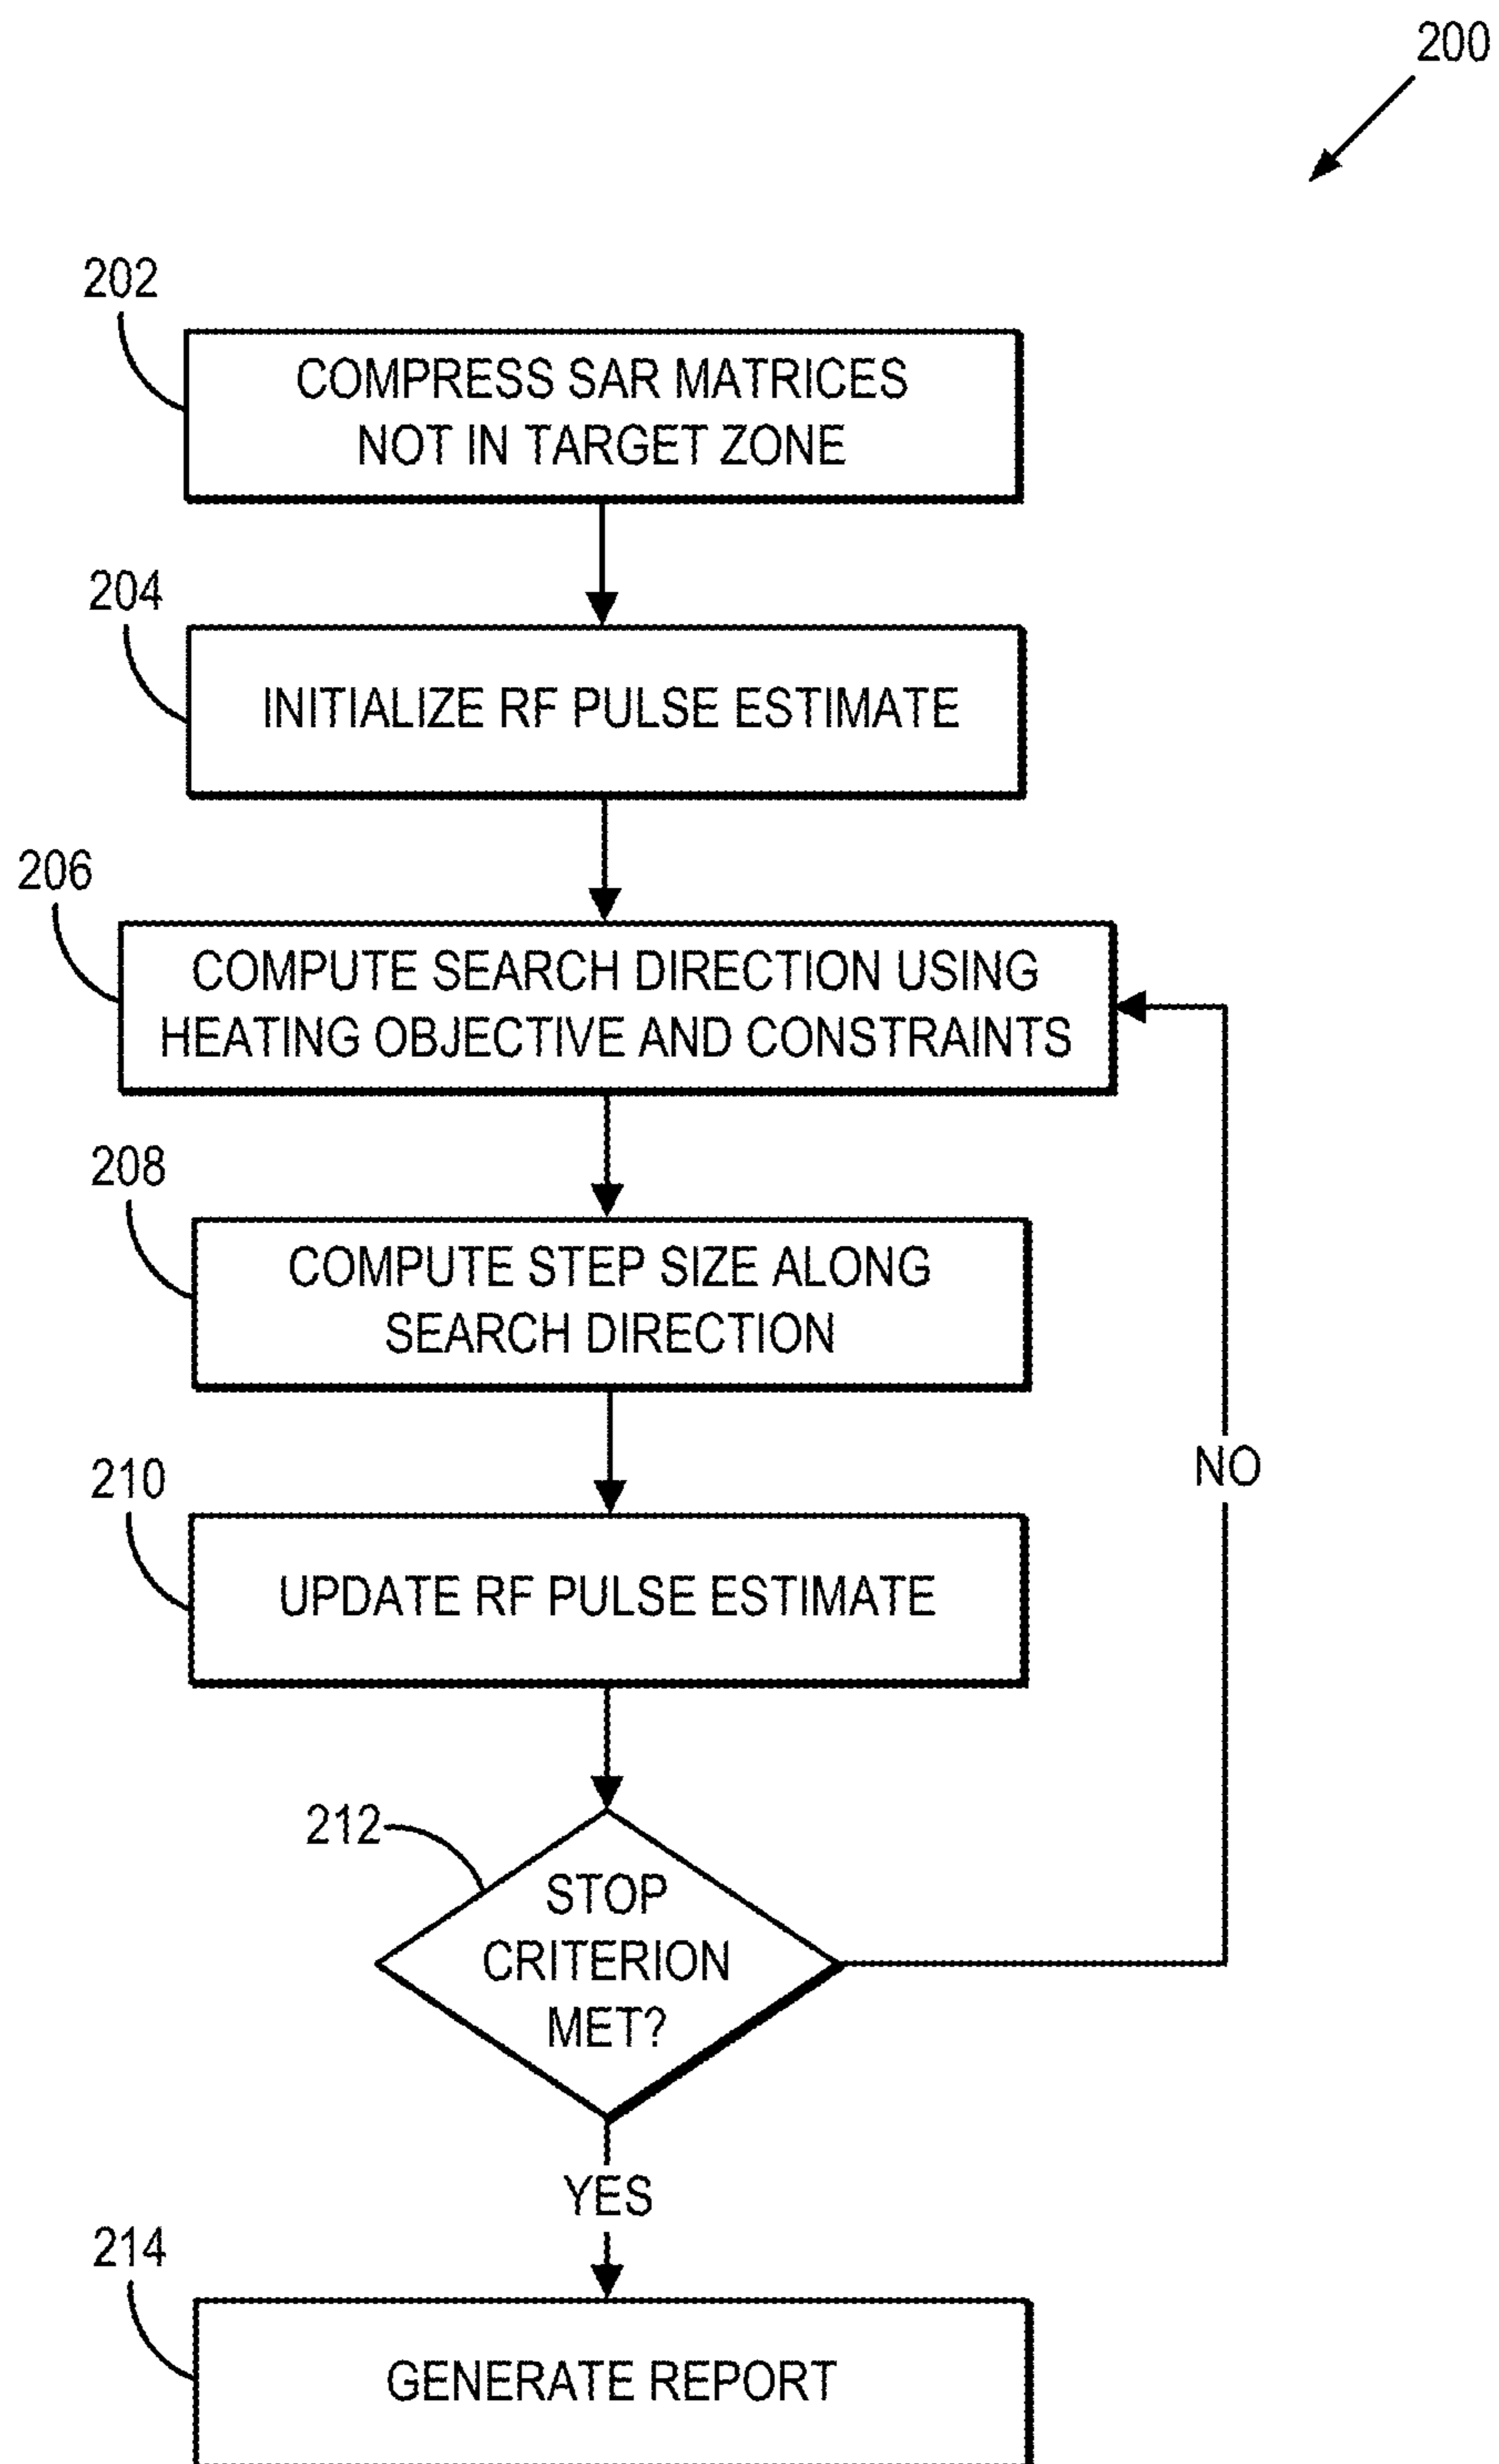 200
202
COMPRESS SAR MATRICES
NOT IN TARGET ZONE
204
INITIALIZE RF PULSE ESTIMATE
206
COMPUTE SEARCH DIRECTION USING
HEATING OBJECTIVE AND CONSTRAINTS
208
COMPUTE STEP SIZE ALONG
SEARCH DIRECTION
NO
210
UPDATE RF PULSE ESTIMATE
212
STOP
CRITERION
MET?
YES
214
GENERATE REPORT